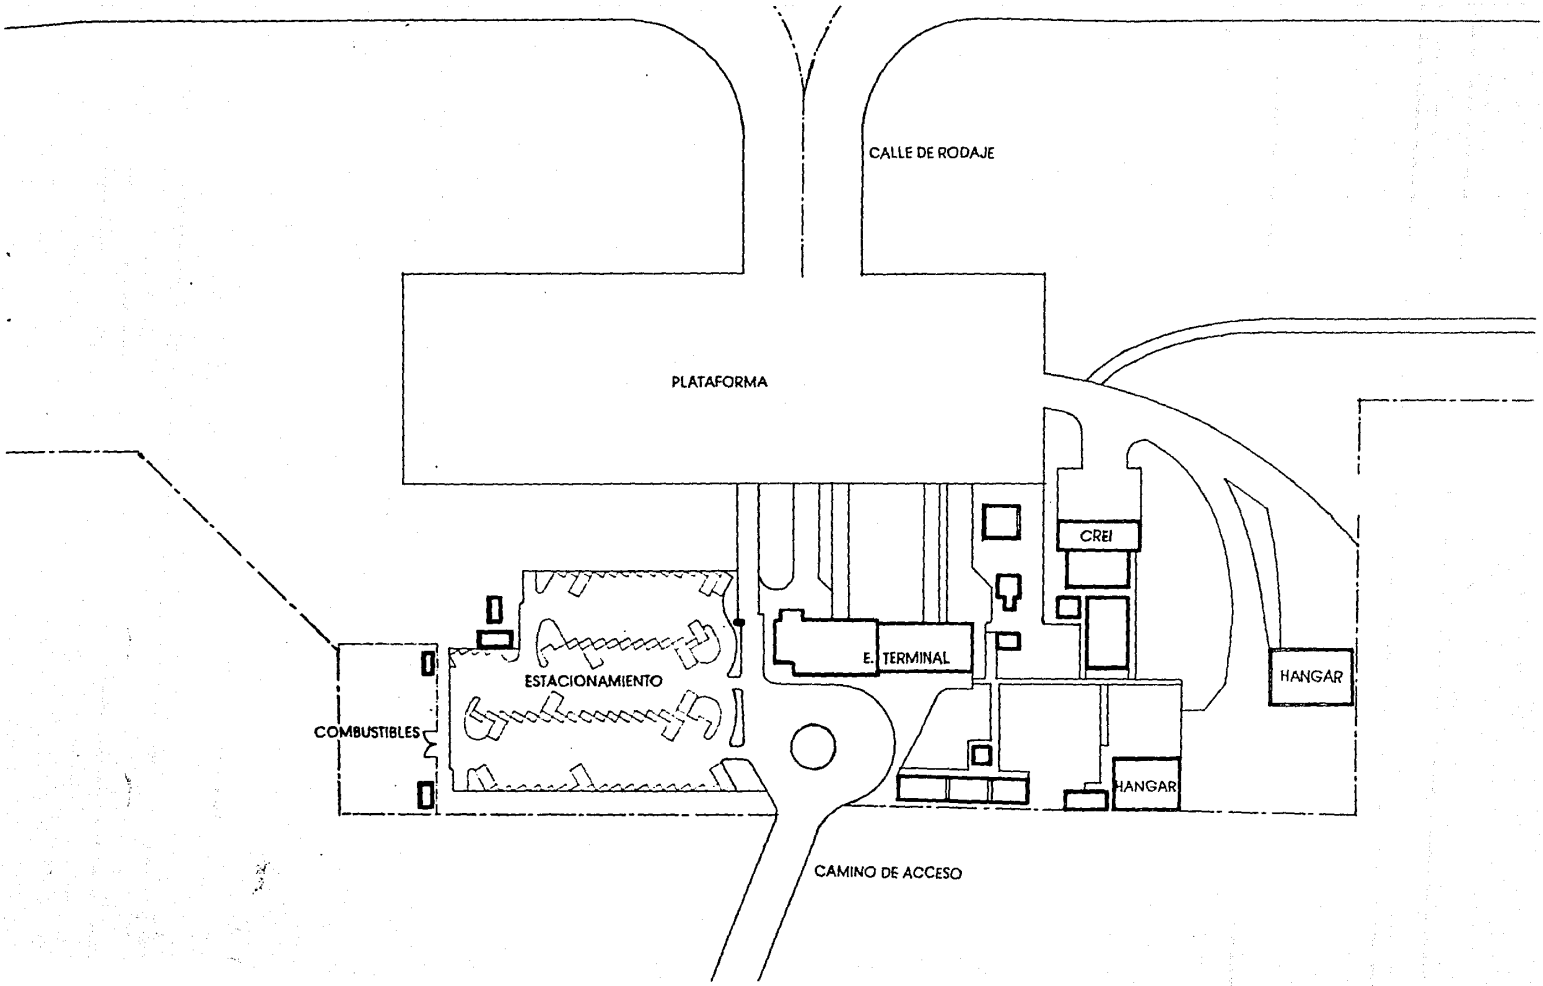 CALLE DE RODAJE
PLATAFORMA
CREI
E. TERMINAL
HANGAR
ESTACIONAMIENTO
COMBUSTIBLES
HANGAR
CAMINO DE ACCESO